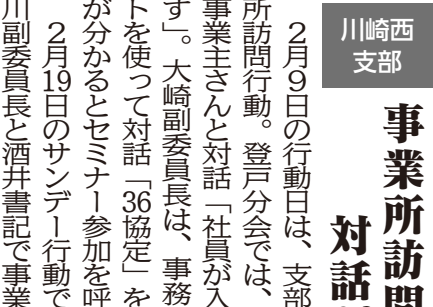 川崎西
支部
事業所訪問
対話
２月９日の行動日は、支部
所訪問行動。登戸分会では、
事業主さんと対話「社員が入
す」。大崎副委員長は、事務
トを使って対話「36協定」を
が分かるとセミナー参加を呼
２月19日のサンデー行動で
川副委員長と酒井書記で事業